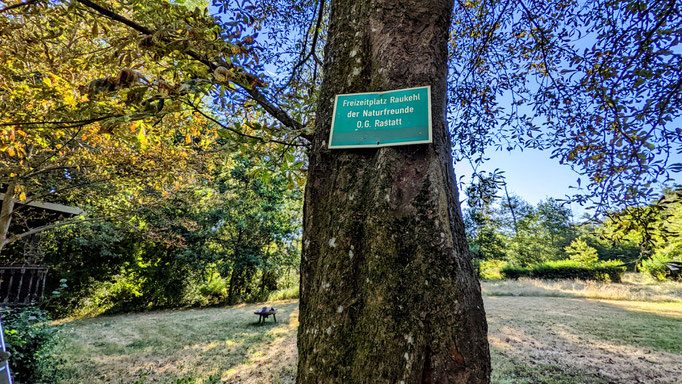 Freizeitplatz Raukehl
der Naturfreunde
O.G. Rastatt